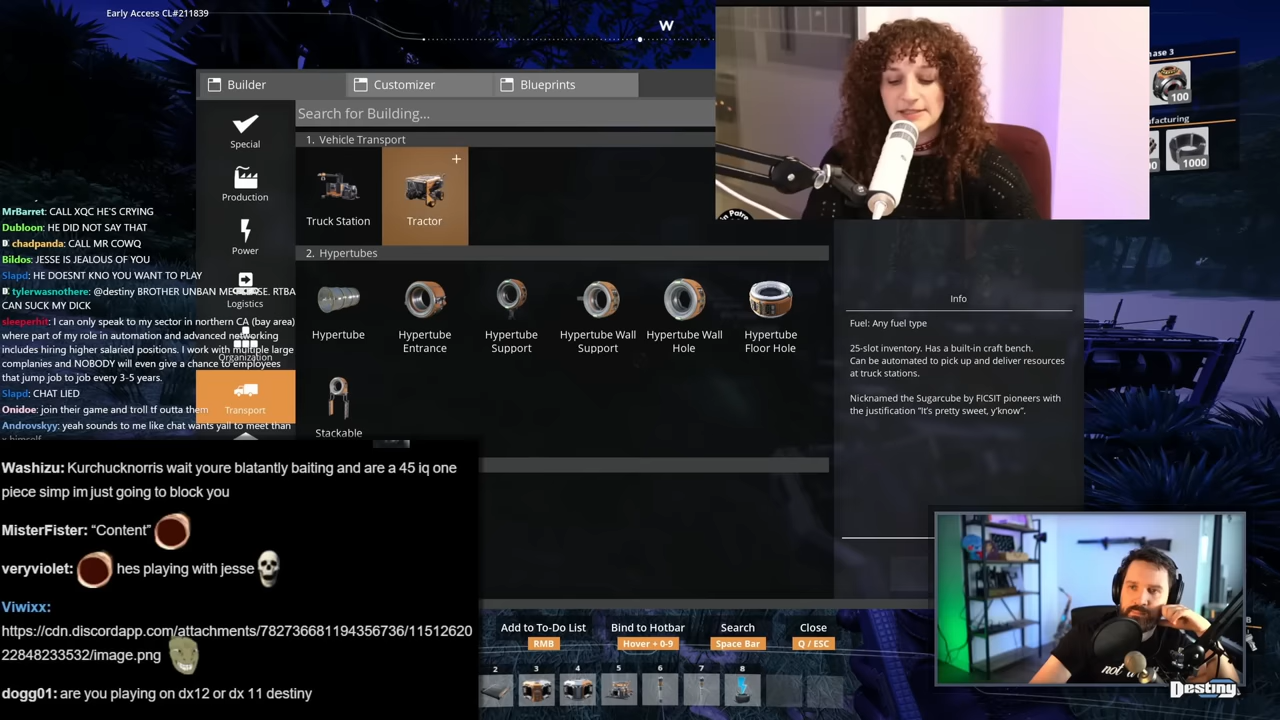 Early Access CL#211839
W
Builder
Customizer
Blueprints
Search for Building...
1. Vehicle Transport
Truck Station
Tractor
2. Hypertubes
Hypertube
Hypertube Entrance
Hypertube Support
Hypertube Wall Support
Hypertube Wall Hole
Hypertube Floor Hole
Stackable
Special
Production
Power
Logistics
Organization
Transport
100
1000
Info
Fuel: Any fuel type
25-slot inventory. Has a built-in craft bench.
Can be automated to pick up and deliver resources
at truck stations.
Nicknamed the Sugarcube by FICSIT pioneers with
the justification "It's pretty sweet, y'know".
MrBarret: CALL XQC HE'S CRYING
Dubloon: HE DID NOT SAY THAT
chadpanda: CALL MR COWQ
Bildos: JESSE IS JEALOUS OF YOU
Slapd: HE DOESNT KNO YOU WANT TO PLAY
tylerwasnothere: @destiny BROTHER UNBAN ME PLEASE. RTBA
CAN SUCK MY DICK
sleeperhit: I can only speak to my sector in northern CA (bay area)
where part of my role in automation and advanced networking
includes hiring higher salaried positions. I work with multiple large
complanies and NOBODY will even give a chance to employees
that jump job to job every 3-5 years.
Slapd: CHAT LIED
Onidoe: join their game and troll tf outta them
Androvskyy: yeah sounds to me like chat wants yall to meet than
Washizu: Kurchucknorris wait youre blatantly baiting and are a 45 iq one
piece simp im just going to block you
MisterFister: “Content”
veryviolet: hes playing with jesse
Viwixx:
https://cdn.discordapp.com/attachments/782736681194356736/11512620
22848233532/image.png
dogg01: are you playing on dx12 or dx 11 destiny
Add to To-Do List
RMB
Bind to Hotbar
Hover + 0-9
Search
Space Bar
Close
Q / ESC
2 3 4 5 6 7 8
Destiny